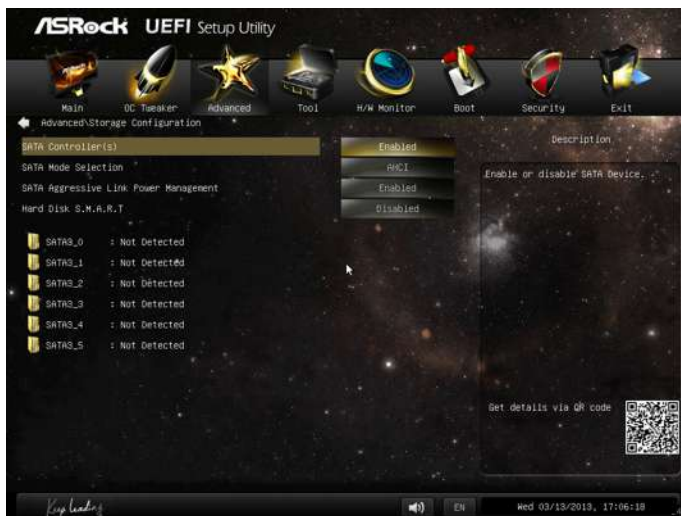 ASRock UEFI Setup Utility
Main OC Tweaker Advanced Tool H/W Monitor Boot Security Exit
Advanced\Storage Configuration
Description
SATA Controller(s) Enabled
SATA Mode Selection AHCI
Enable or disable SATA Device.
SATA Aggressive Link Power Management Enabled
Hard Disk S.M.A.R.T Disabled
SATA3_0 : Not Detected
SATA3_1 : Not Detected
SATA3_2 : Not Detected
SATA3_3 : Not Detected
SATA3_4 : Not Detected
SATA3_5 : Not Detected
Get details via QR code
Keep Leading
EN
Wed 03/13/2013, 17:06:18